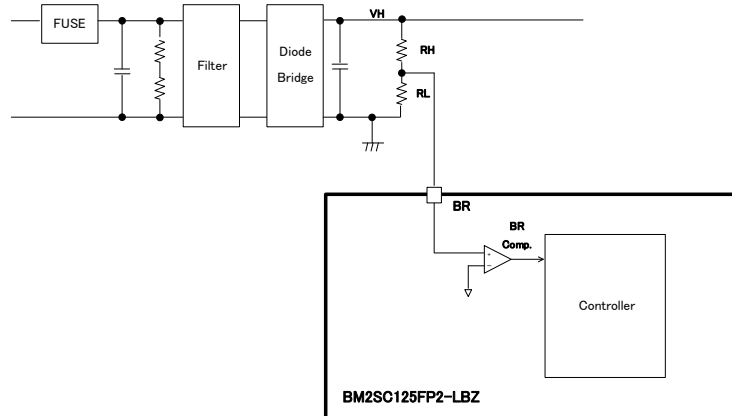 FUSE
VH
Filter
Diode
Bridge
RH
RL
BR
BR
Comp.
+
−
Controller
BM2SC125FP2-LBZ